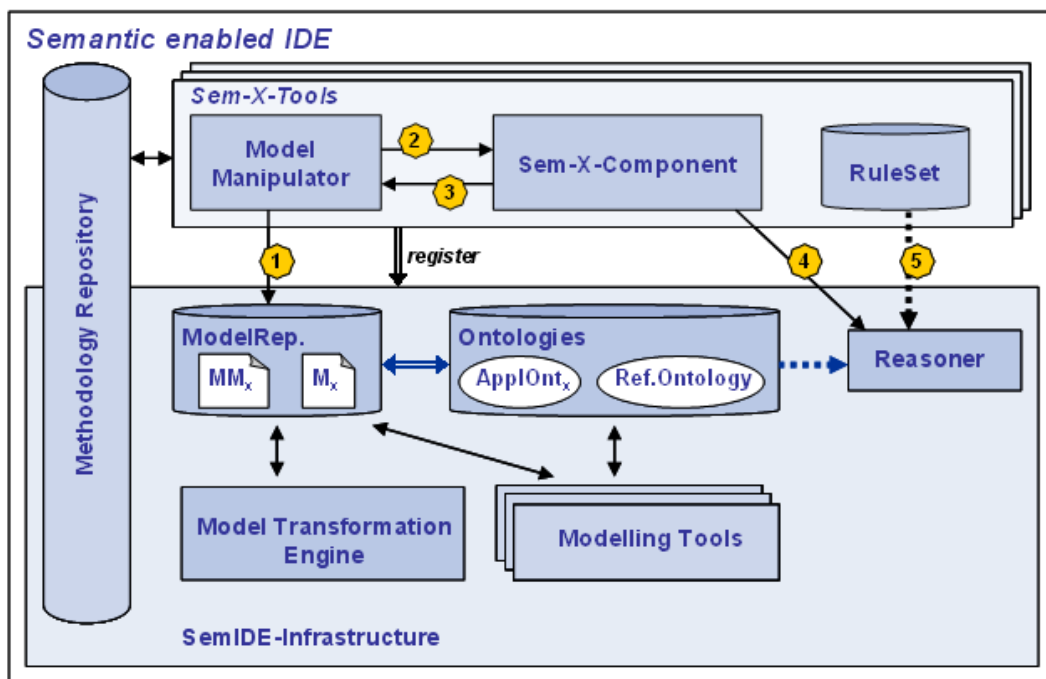 Semantic enabled IDE
Methodology Repository
Sem-X-Tools
Model
Manipulator
2
3
Sem-X-Component
RuleSet
1
register
4
5
ModelRep.
MMx
Mx
Ontologies
ApplOntx
Ref.Ontology
Reasoner
Model Transformation
Engine
Modelling Tools
SemIDE-Infrastructure